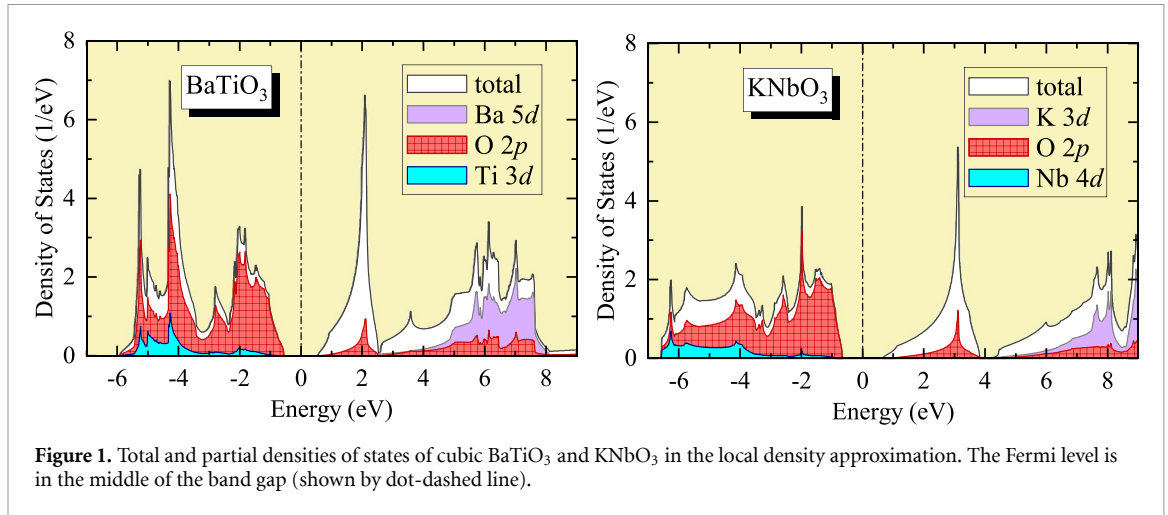 8
6
4
2
0
Density of States (1/eV)
BaTiO3
total
Ba 5d
O 2p
Ti 3d
-6 -4 -2 0 2 4 6 8
Energy (eV)
8
6
4
2
0
Density of States (1/eV)
KNbO3
total
K 3d
O 2p
Nb 4d
-6 -4 -2 0 2 4 6 8
Energy (eV)
Figure 1. Total and partial densities of states of cubic BaTiO3 and KNbO3 in the local density approximation. The Fermi level is
in the middle of the band gap (shown by dot-dashed line).